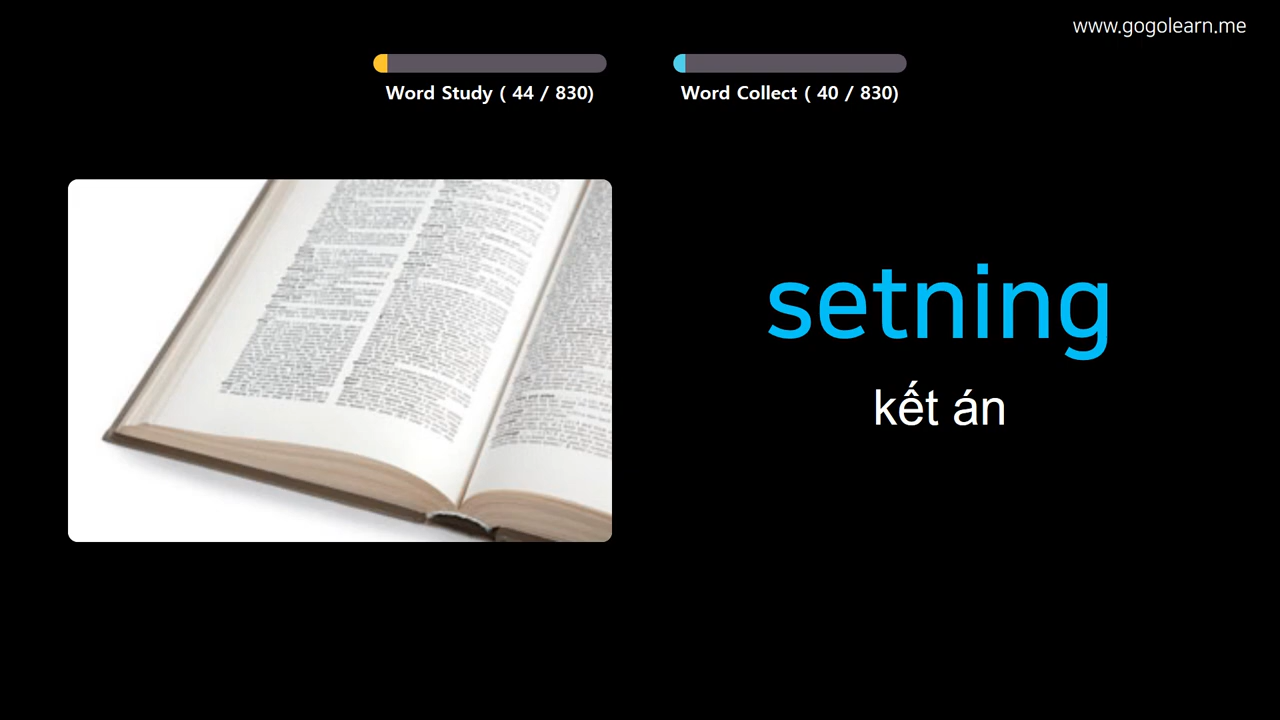 www.gogolearn.me
Word Study ( 44 / 830)
Word Collect ( 40 / 830)
setning
kết án